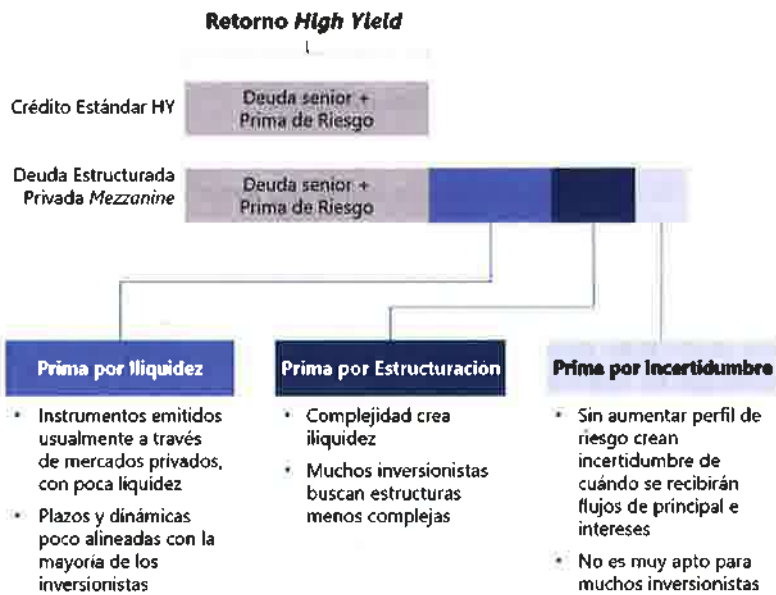 Retorno High Yield
Crédito Estándar HY
Deuda senior +
Prima de Riesgo
Deuda Estructurada
Privada Mezzanine
Deuda senior +
Prima de Riesgo
Prima por Iliquidez
• Instrumentos emitidos
usualmente a través
de mercados privados,
con poca liquidez
• Plazos y dinámicas
poco alineadas con la
mayoría de los
inversionistas
Prima por Estructuración
• Complejidad crea
iliquidez
• Muchos inversionistas
buscan estructuras
menos complejas
Prima por Incertidumbre
• Sin aumentar perfil de
riesgo crean
incertidumbre de
cuándo se recibirán
flujos de principal e
intereses
• No es muy apto para
muchos inversionistas